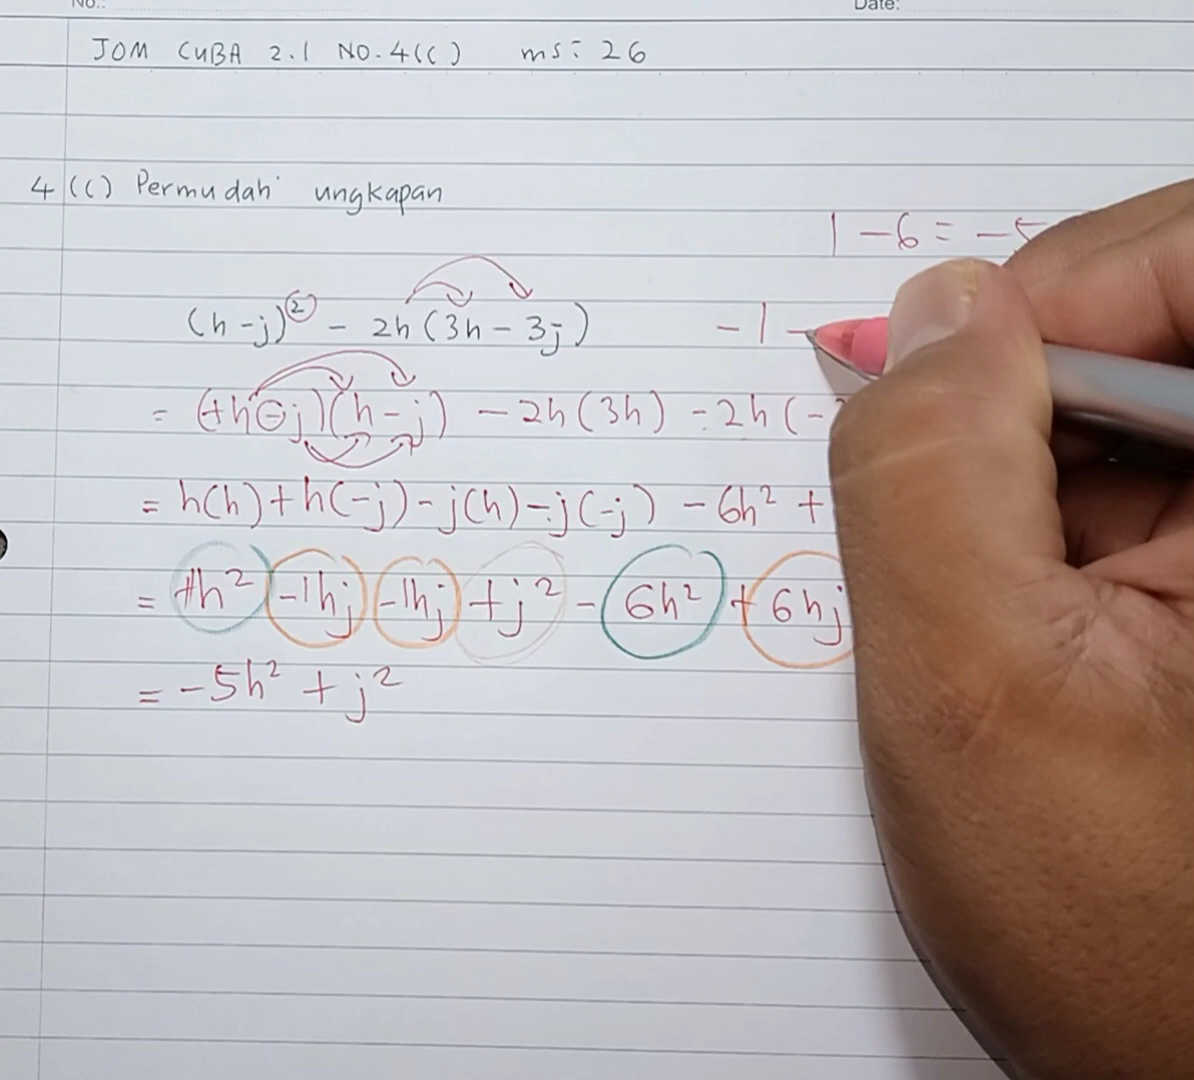 No.: Date:
JOM CUBA 2.1 NO. 4(c) ms: 26
4 (c) Permudah ungkapan
1 - 6 = -5
(h - j)² - 2h (3h - 3j)
-1 -
= (+h - j)(h - j) - 2h (3h) - 2h (-
= h(h) + h(-j) - j(h) - j(-j) - 6h² +
= +h² -1hj -1hj + j² - 6h² + 6hj
= -5h² + j²